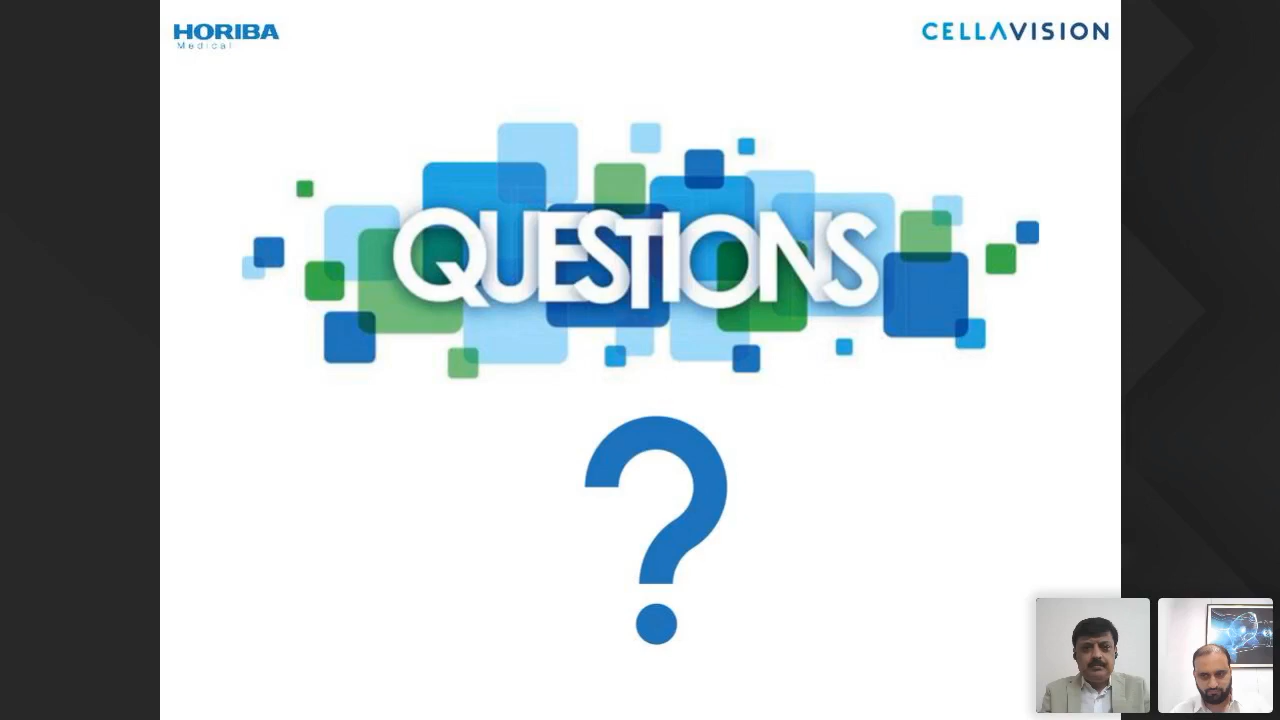 HORIBA
Medical
CELLAVISION
QUESTIONS
?